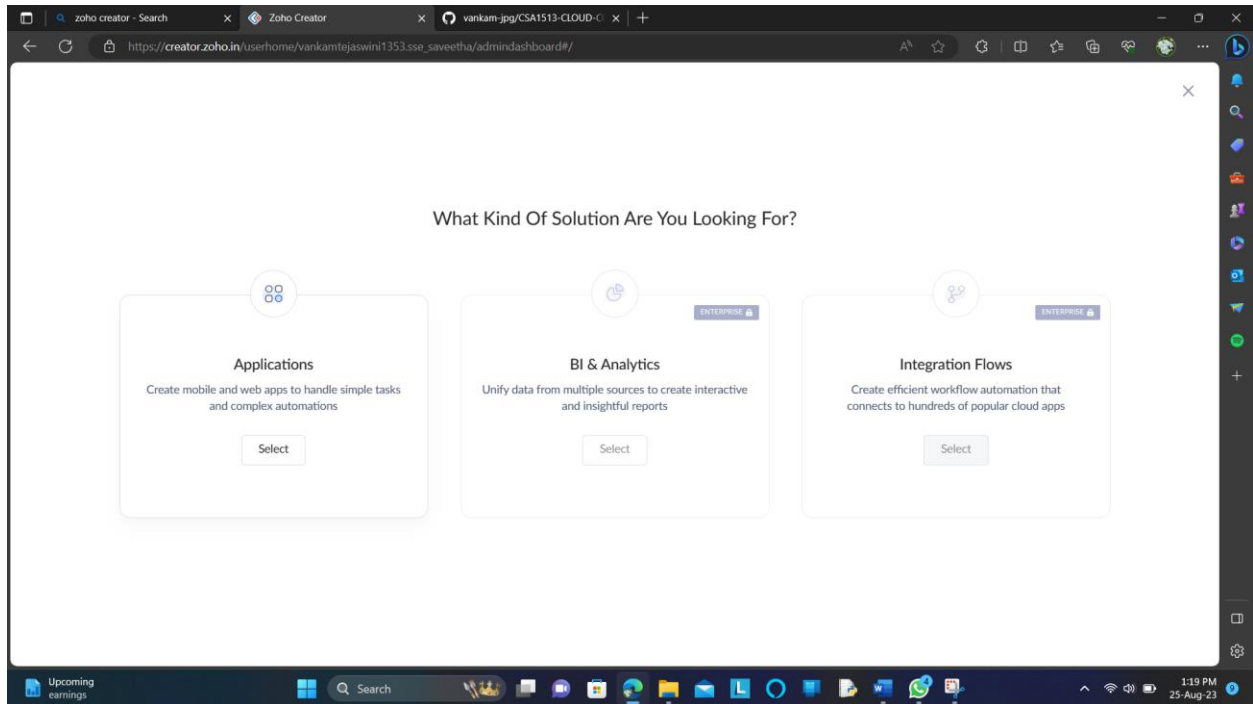 zoho creator - Search
Zoho Creator
vankam-jpg/CSA1513-CLOUD-C
https://creator.zoho.in/userhome/vankamtejaswini1353.sse_saveetha/admindashboard#/
What Kind Of Solution Are You Looking For?
ENTERPRISE
ENTERPRISE
Applications
BI & Analytics
Integration Flows
Create mobile and web apps to handle simple tasks
and complex automations
Unify data from multiple sources to create interactive
and insightful reports
Create efficient workflow automation that
connects to hundreds of popular cloud apps
Select
Select
Select
Upcoming
earnings
Search
1:19 PM
25-Aug-23